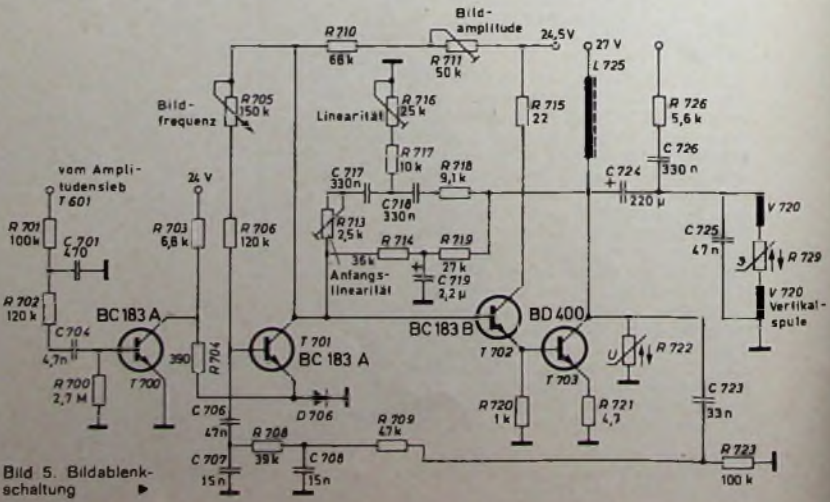 Bild-
amplitude
R 710
68 k
R 711
50 k
24,5 V
27 V
L 725
R 705
150 k
Bild-
frequenz
R 716
25 k
Linearität
R 715
22
R 726
5,6 k
C 726
330 n
vom Ampli-
tudensieb
T 601
24 V
R 717
10 k
C 717
330 n
C 718
330 n
R 718
9,1 k
C 724
+
220 µ
R 701
100 k
C 701
470
R 703
6,8 k
R 706
120 k
R 713
2,5 k
R 714
36 k
R 719
27 k
Anfangs-
linearität
+
C 719
2,2 µ
C 725
47 n
V 720
R 729
V 720
Vertikal-
spule
R 702
120 k
C 704
4,7 n
BC 183 A
T 700
R 700
2,7 M
390
R 704
T 701
BC 183 A
D 706
BC 183 B
T 702
BD 400
T 703
U
R 722
R 720
1 k
R 721
4,7
C 723
33 n
R 723
100 k
C 706
47 n
C 707
15 n
R 708
39 k
C 708
15 n
R 709
47 k
Bild 5. Bildablenk-
schaltung